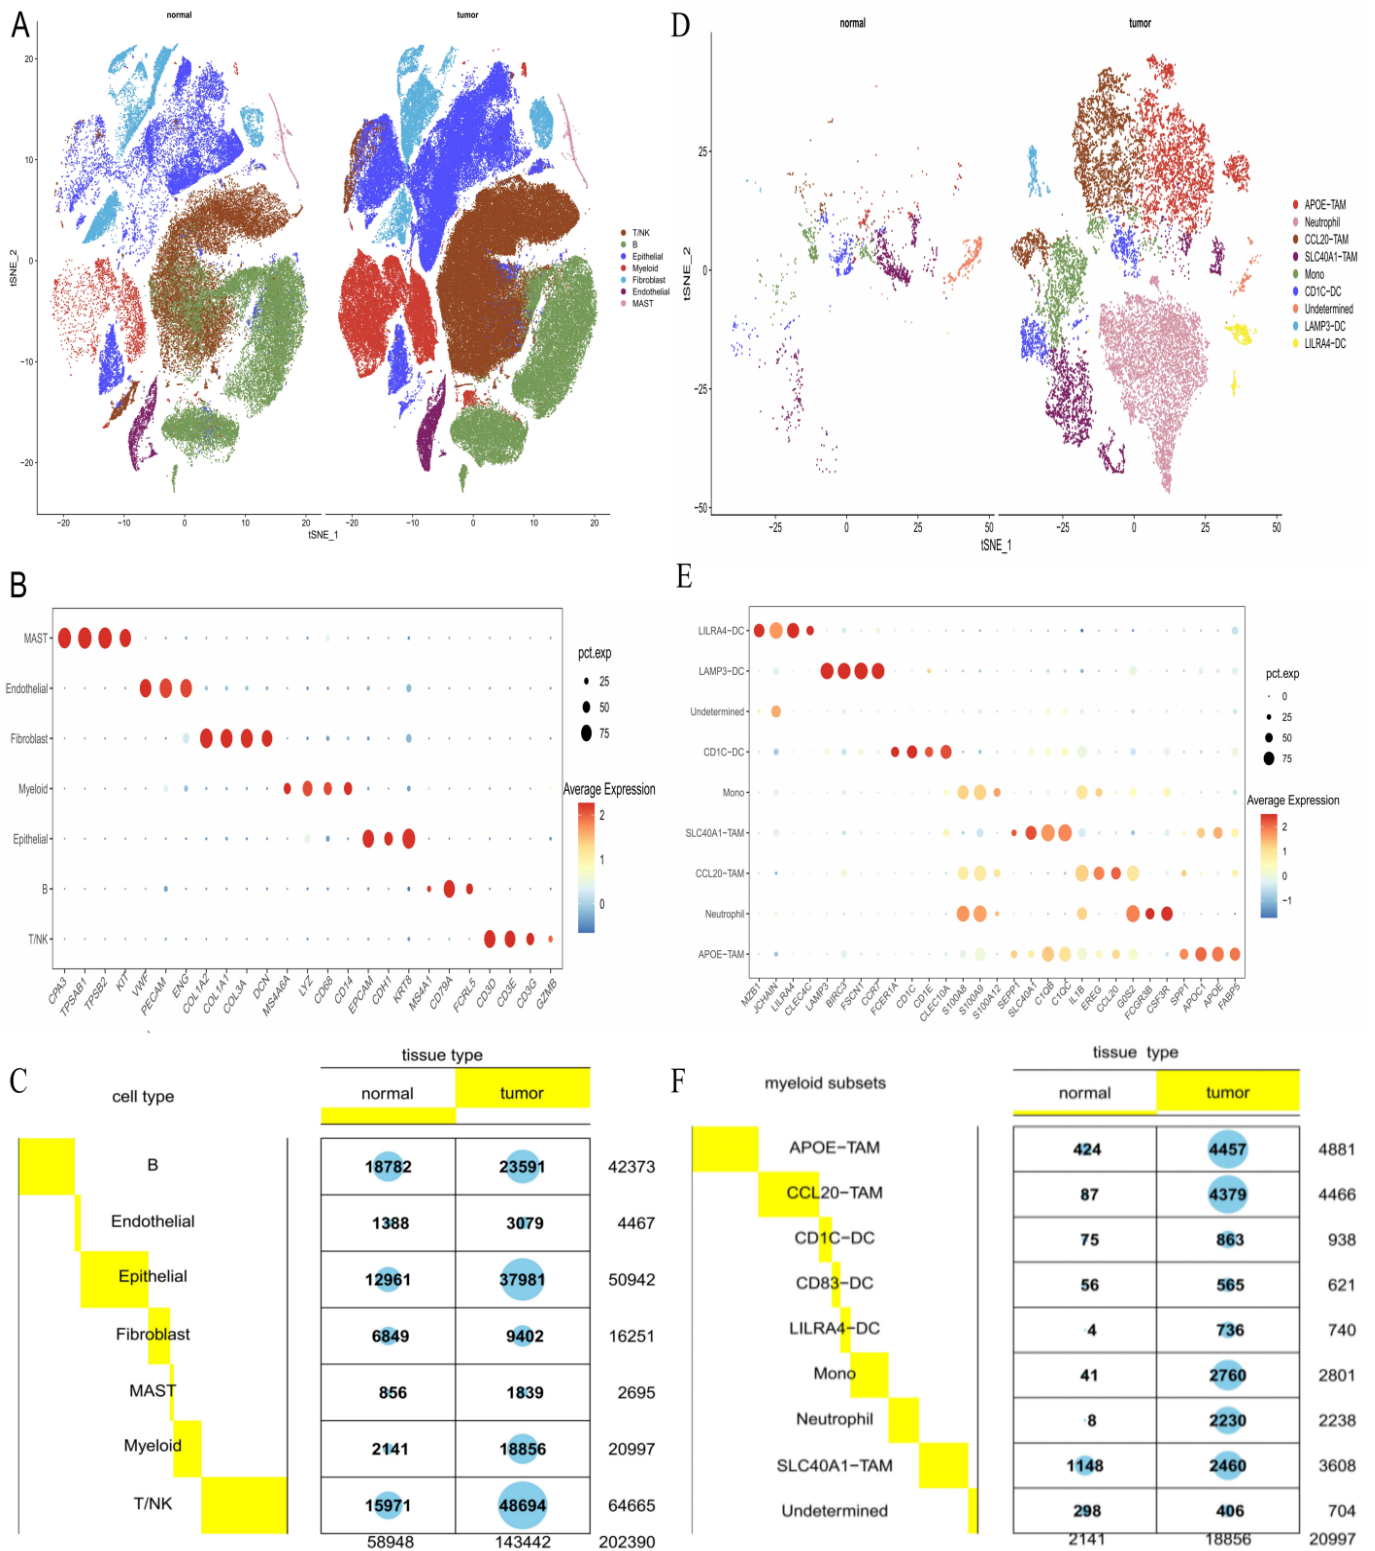 A
normal
tumor
tSNE_2
20
10
0
−10
−20
−20
−10
0
10
20
−20
−10
0
10
20
tSNE_1
T/NK
B
Epithelial
Myeloid
Fibroblast
Endothelial
MAST
D
normal
tumor
tSNE_2
25
0
−25
−50
−25
0
25
50
−50
−25
0
25
50
tSNE_1
APOE−TAM
Neutrophil
CCL20−TAM
SLC40A1−TAM
Mono
CD1C−DC
Undetermined
LAMP3−DC
LILRA4−DC
B
MAST
Endothelial
Fibroblast
Myeloid
Epithelial
B
T/NK
CPA3
TPSAB1
TPSB2
KIT
VWF
PECAM1
ENG
COL1A2
COL1A1
COL3A1
DCN
MS4A6A
LYZ
CD68
CD14
EPCAM
CDH1
KRT8
MS4A1
CD79A
FCRL5
CD3D
CD3E
CD3G
GZMB
pct.exp
25
50
75
Average Expression
2
1
0
E
LILRA4−DC
LAMP3−DC
Undetermined
CD1C−DC
Mono
SLC40A1−TAM
CCL20−TAM
Neutrophil
APOE−TAM
MZB1
JCHAIN
LILRA4
CLEC4C
LAMP3
BIRC3
FSCN1
CCR7
FCER1A
CD1C
CD1E
CLEC10A
S100A8
S100A9
S100A12
SEPP1
SLC40A1
C1QB
C1QC
IL1B
EREG
CCL20
G0S2
FCGR3B
CSF3R
SPP1
APOC1
APOE
FABP5
pct.exp
0
25
50
75
Average Expression
2
1
0
−1
C
cell type
tissue type
normal tumor
B 18782 23591 42373
Endothelial 1388 3079 4467
Epithelial 12961 37981 50942
Fibroblast 6849 9402 16251
MAST 856 1839 2695
Myeloid 2141 18856 20997
T/NK 15971 48694 64665
58948 143442 202390
F
myeloid subsets
tissue type
normal tumor
APOE−TAM 424 4457 4881
CCL20−TAM 87 4379 4466
CD1C−DC 75 863 938
CD83−DC 56 565 621
LILRA4−DC 4 736 740
Mono 41 2760 2801
Neutrophil 8 2230 2238
SLC40A1−TAM 1148 2460 3608
Undetermined 298 406 704
2141 18856 20997